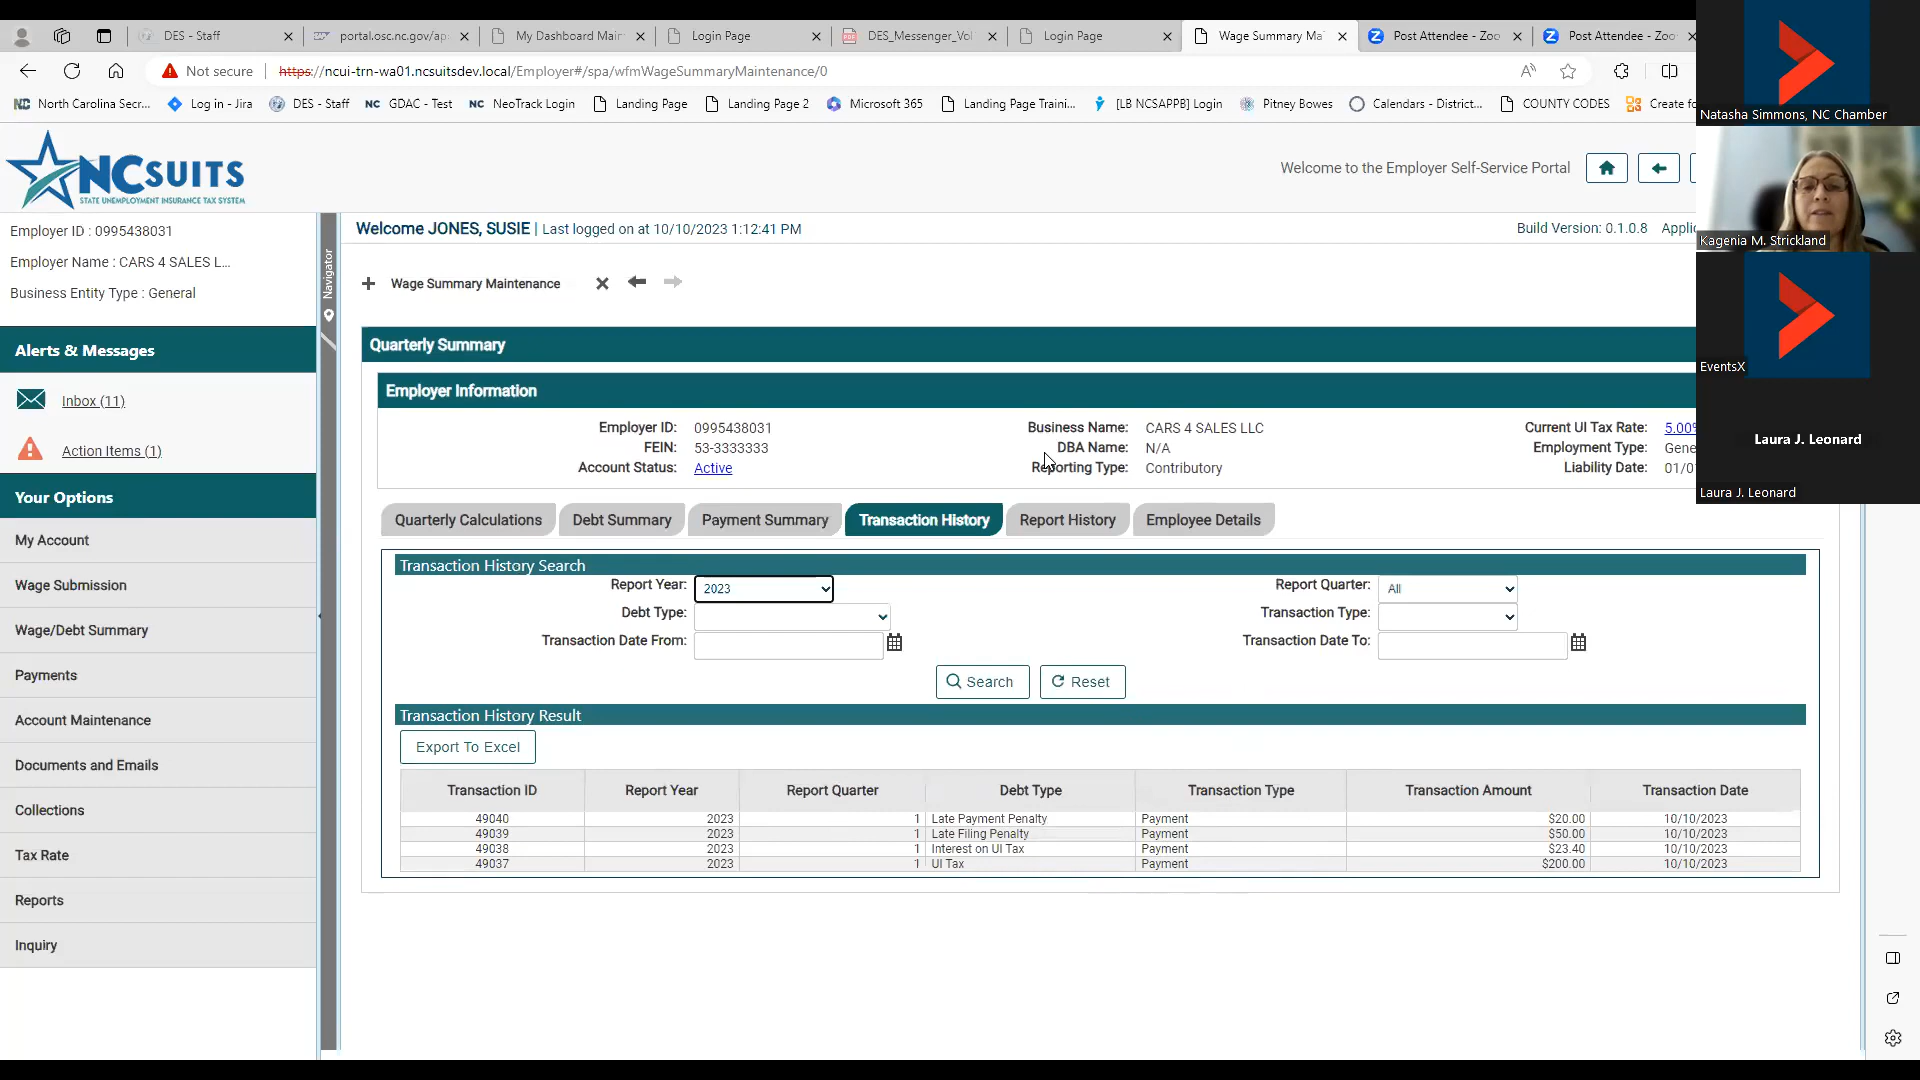 DES - Staff
portal.osc.nc.gov/ap
My Dashboard Mair
Login Page
DES_Messenger_Vol
Login Page
Wage Summary Ma
Post Attendee - Zoo
Post Attendee - Zoo
Not secure
https://ncui-trn-wa01.ncsuitsdev.local/Employer#/spa/wfmWageSummaryMaintenance/0
North Carolina Secr...
Log in - Jira
DES - Staff
NC GDAC - Test
NC NeoTrack Login
Landing Page
Landing Page 2
Microsoft 365
Landing Page Traini...
[LB NCSAPPB] Login
Pitney Bowes
Calendars - District...
COUNTY CODES
Create fo
Natasha Simmons, NC Chamber
Kagenia M. Strickland
EventsX
Laura J. Leonard
Laura J. Leonard
NCSUITS
STATE UNEMPLOYMENT INSURANCE TAX SYSTEM
Welcome to the Employer Self-Service Portal
Employer ID : 0995438031
Employer Name : CARS 4 SALES L...
Business Entity Type : General
Alerts & Messages
Inbox (11)
Action Items (1)
Your Options
My Account
Wage Submission
Wage/Debt Summary
Payments
Account Maintenance
Documents and Emails
Collections
Tax Rate
Reports
Inquiry
Navigator
Welcome JONES, SUSIE | Last logged on at 10/10/2023 1:12:41 PM
Build Version: 0.1.0.8 Applic
Wage Summary Maintenance
Quarterly Summary
Employer Information
Employer ID: 0995438031
Business Name: CARS 4 SALES LLC
Current UI Tax Rate: 5.00%
FEIN: 53-3333333
DBA Name: N/A
Employment Type: Gene
Account Status: Active
Reporting Type: Contributory
Liability Date: 01/0
Quarterly Calculations
Debt Summary
Payment Summary
Transaction History
Report History
Employee Details
Transaction History Search
Report Year: 2023
Report Quarter: All
Debt Type:
Transaction Type:
Transaction Date From:
Transaction Date To:
Search
Reset
Transaction History Result
Export To Excel
Transaction ID Report Year Report Quarter Debt Type Transaction Type Transaction Amount Transaction Date
49040 2023 1 Late Payment Penalty Payment $20.00 10/10/2023
49039 2023 1 Late Filing Penalty Payment $50.00 10/10/2023
49038 2023 1 Interest on UI Tax Payment $23.40 10/10/2023
49037 2023 1 UI Tax Payment $200.00 10/10/2023